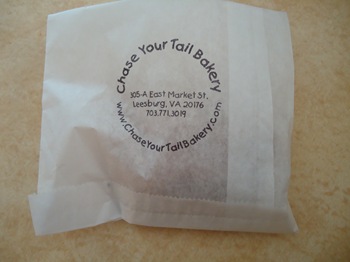 Chase Your Tail Bakery
305-A East Market St.
Leesburg, VA 20176
703.771.3019
www.ChaseYourTailBakery.com